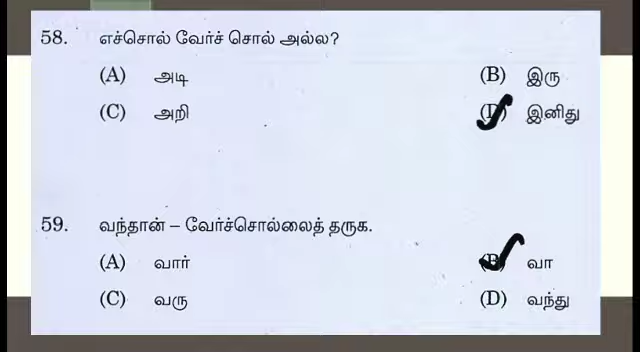 58. எச்சொல் வேர்ச் சொல் அல்ல?
(A) அடி (B) இரு
(C) அறி (D) இனிது
59. வந்தான் – வேர்ச்சொல்லைத் தருக.
(A) வார் (B) வா
(C) வரு (D) வந்து